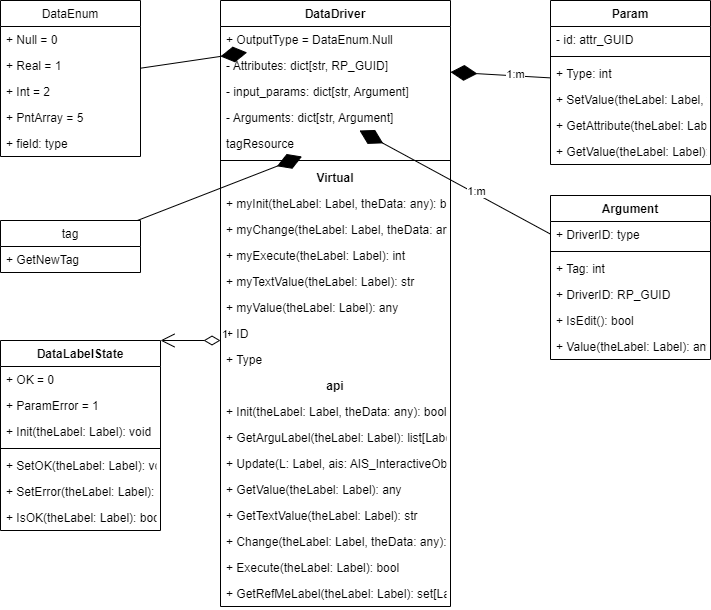 DataEnum
+ Null = 0
+ Real = 1
+ Int = 2
+ PntArray = 5
+ field: type
tag
+ GetNewTag
DataLabelState
+ OK = 0
+ ParamError = 1
+ Init(theLabel: Label): void
+ SetOK(theLabel: Label): v
+ SetError(theLabel: Label):
+ IsOK(theLabel: Label): boo
DataDriver
+ OutputType = DataEnum.Null
- Attributes: dict[str, RP_GUID]
- input_params: dict[str, Argument]
- Arguments: dict[str, Argument]
tagResource
Virtual
+ myInit(theLabel: Label, theData: any): b
+ myChange(theLabel: Label, theData: an
+ myExecute(theLabel: Label): int
+ myTextValue(theLabel: Label): str
+ myValue(theLabel: Label): any
1
+ ID
+ Type
api
+ Init(theLabel: Label, theData: any): bool
+ GetArguLabel(theLabel: Label): list[Labe
+ Update(L: Label, ais: AIS_InteractiveOb
+ GetValue(theLabel: Label): any
+ GetTextValue(theLabel: Label): str
+ Change(theLabel: Label, theData: any):
+ Execute(theLabel: Label): bool
+ GetRefMeLabel(theLabel: Label): set[La
1:m
1:m
Param
- id: attr_GUID
+ Type: int
+ SetValue(theLabel: Label,
+ GetAttribute(theLabel: Lab
+ GetValue(theLabel: Label)
Argument
+ DriverID: type
+ Tag: int
+ DriverID: RP_GUID
+ IsEdit(): bool
+ Value(theLabel: Label): an